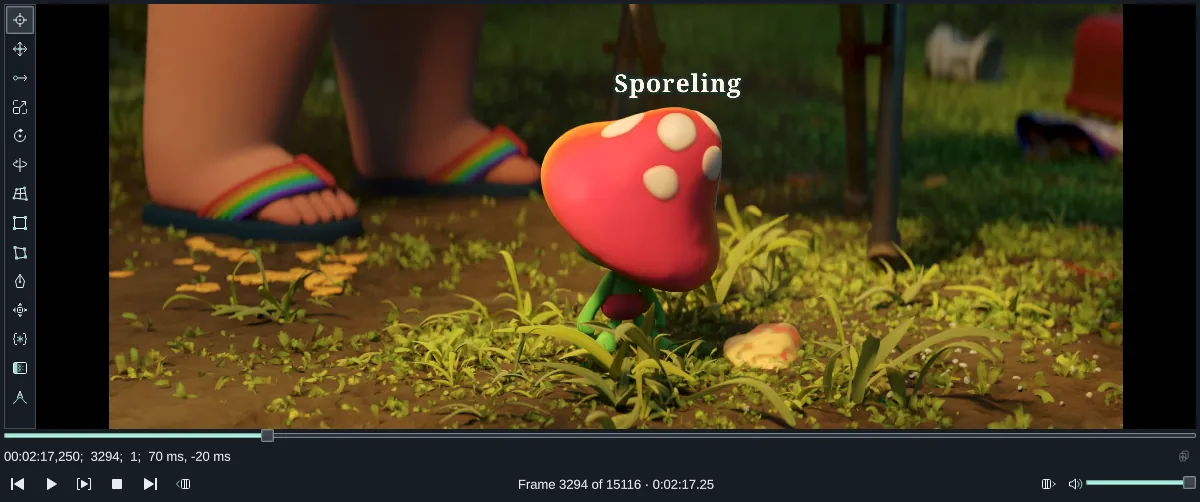 Sporeling
00:02:17,250; 3294; 1; 70 ms, -20 ms
Frame 3294 of 15116 · 0:02:17.25